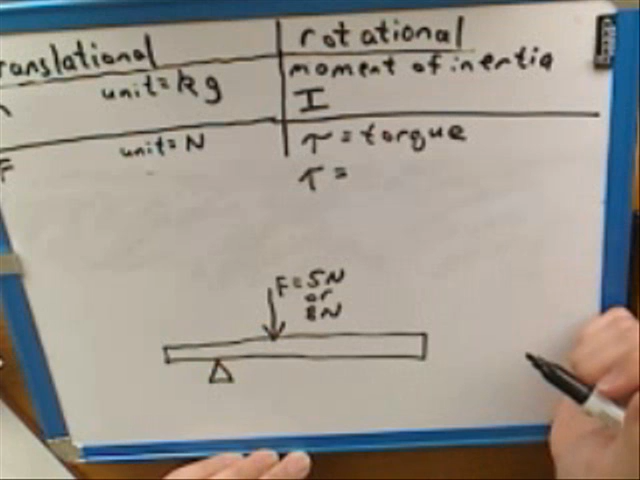 ranslational
rotational
unit=kg
moment of inertia
I
F
unit=N
τ=torque
τ=
F=5N
or
8N